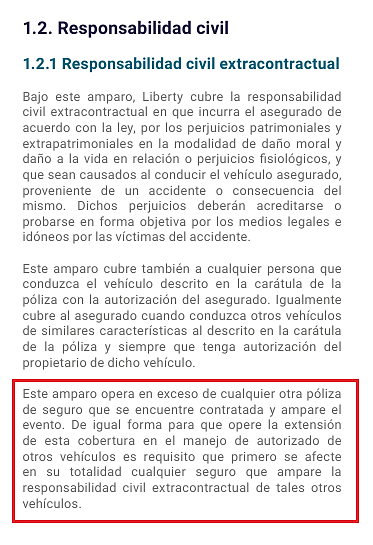 1.2. Responsabilidad civil
1.2.1 Responsabilidad civil extracontractual
Bajo este amparo, Liberty cubre la responsabilidad
civil extracontractual en que incurra el asegurado de
acuerdo con la ley, por los perjuicios patrimoniales y
extrapatrimoniales en la modalidad de daño moral y
daño a la vida en relación o perjuicios fisiológicos, y
que sean causados al conducir el vehículo asegurado,
proveniente de un accidente o consecuencia del
mismo. Dichos perjuicios deberán acreditarse o
probarse en forma objetiva por los medios legales e
idóneos por las víctimas del accidente.
Este amparo cubre también a cualquier persona que
conduzca el vehículo descrito en la carátula de la
póliza con la autorización del asegurado. Igualmente
cubre al asegurado cuando conduzca otros vehículos
de similares características al descrito en la carátula
de la póliza y siempre que tenga autorización del
propietario de dicho vehículo.
Este amparo opera en exceso de cualquier otra póliza
de seguro que se encuentre contratada y ampare el
evento. De igual forma para que opere la extensión
de esta cobertura en el manejo de autorizado de
otros vehículos es requisito que primero se afecte
en su totalidad cualquier seguro que ampare la
responsabilidad civil extracontractual de tales otros
vehículos.